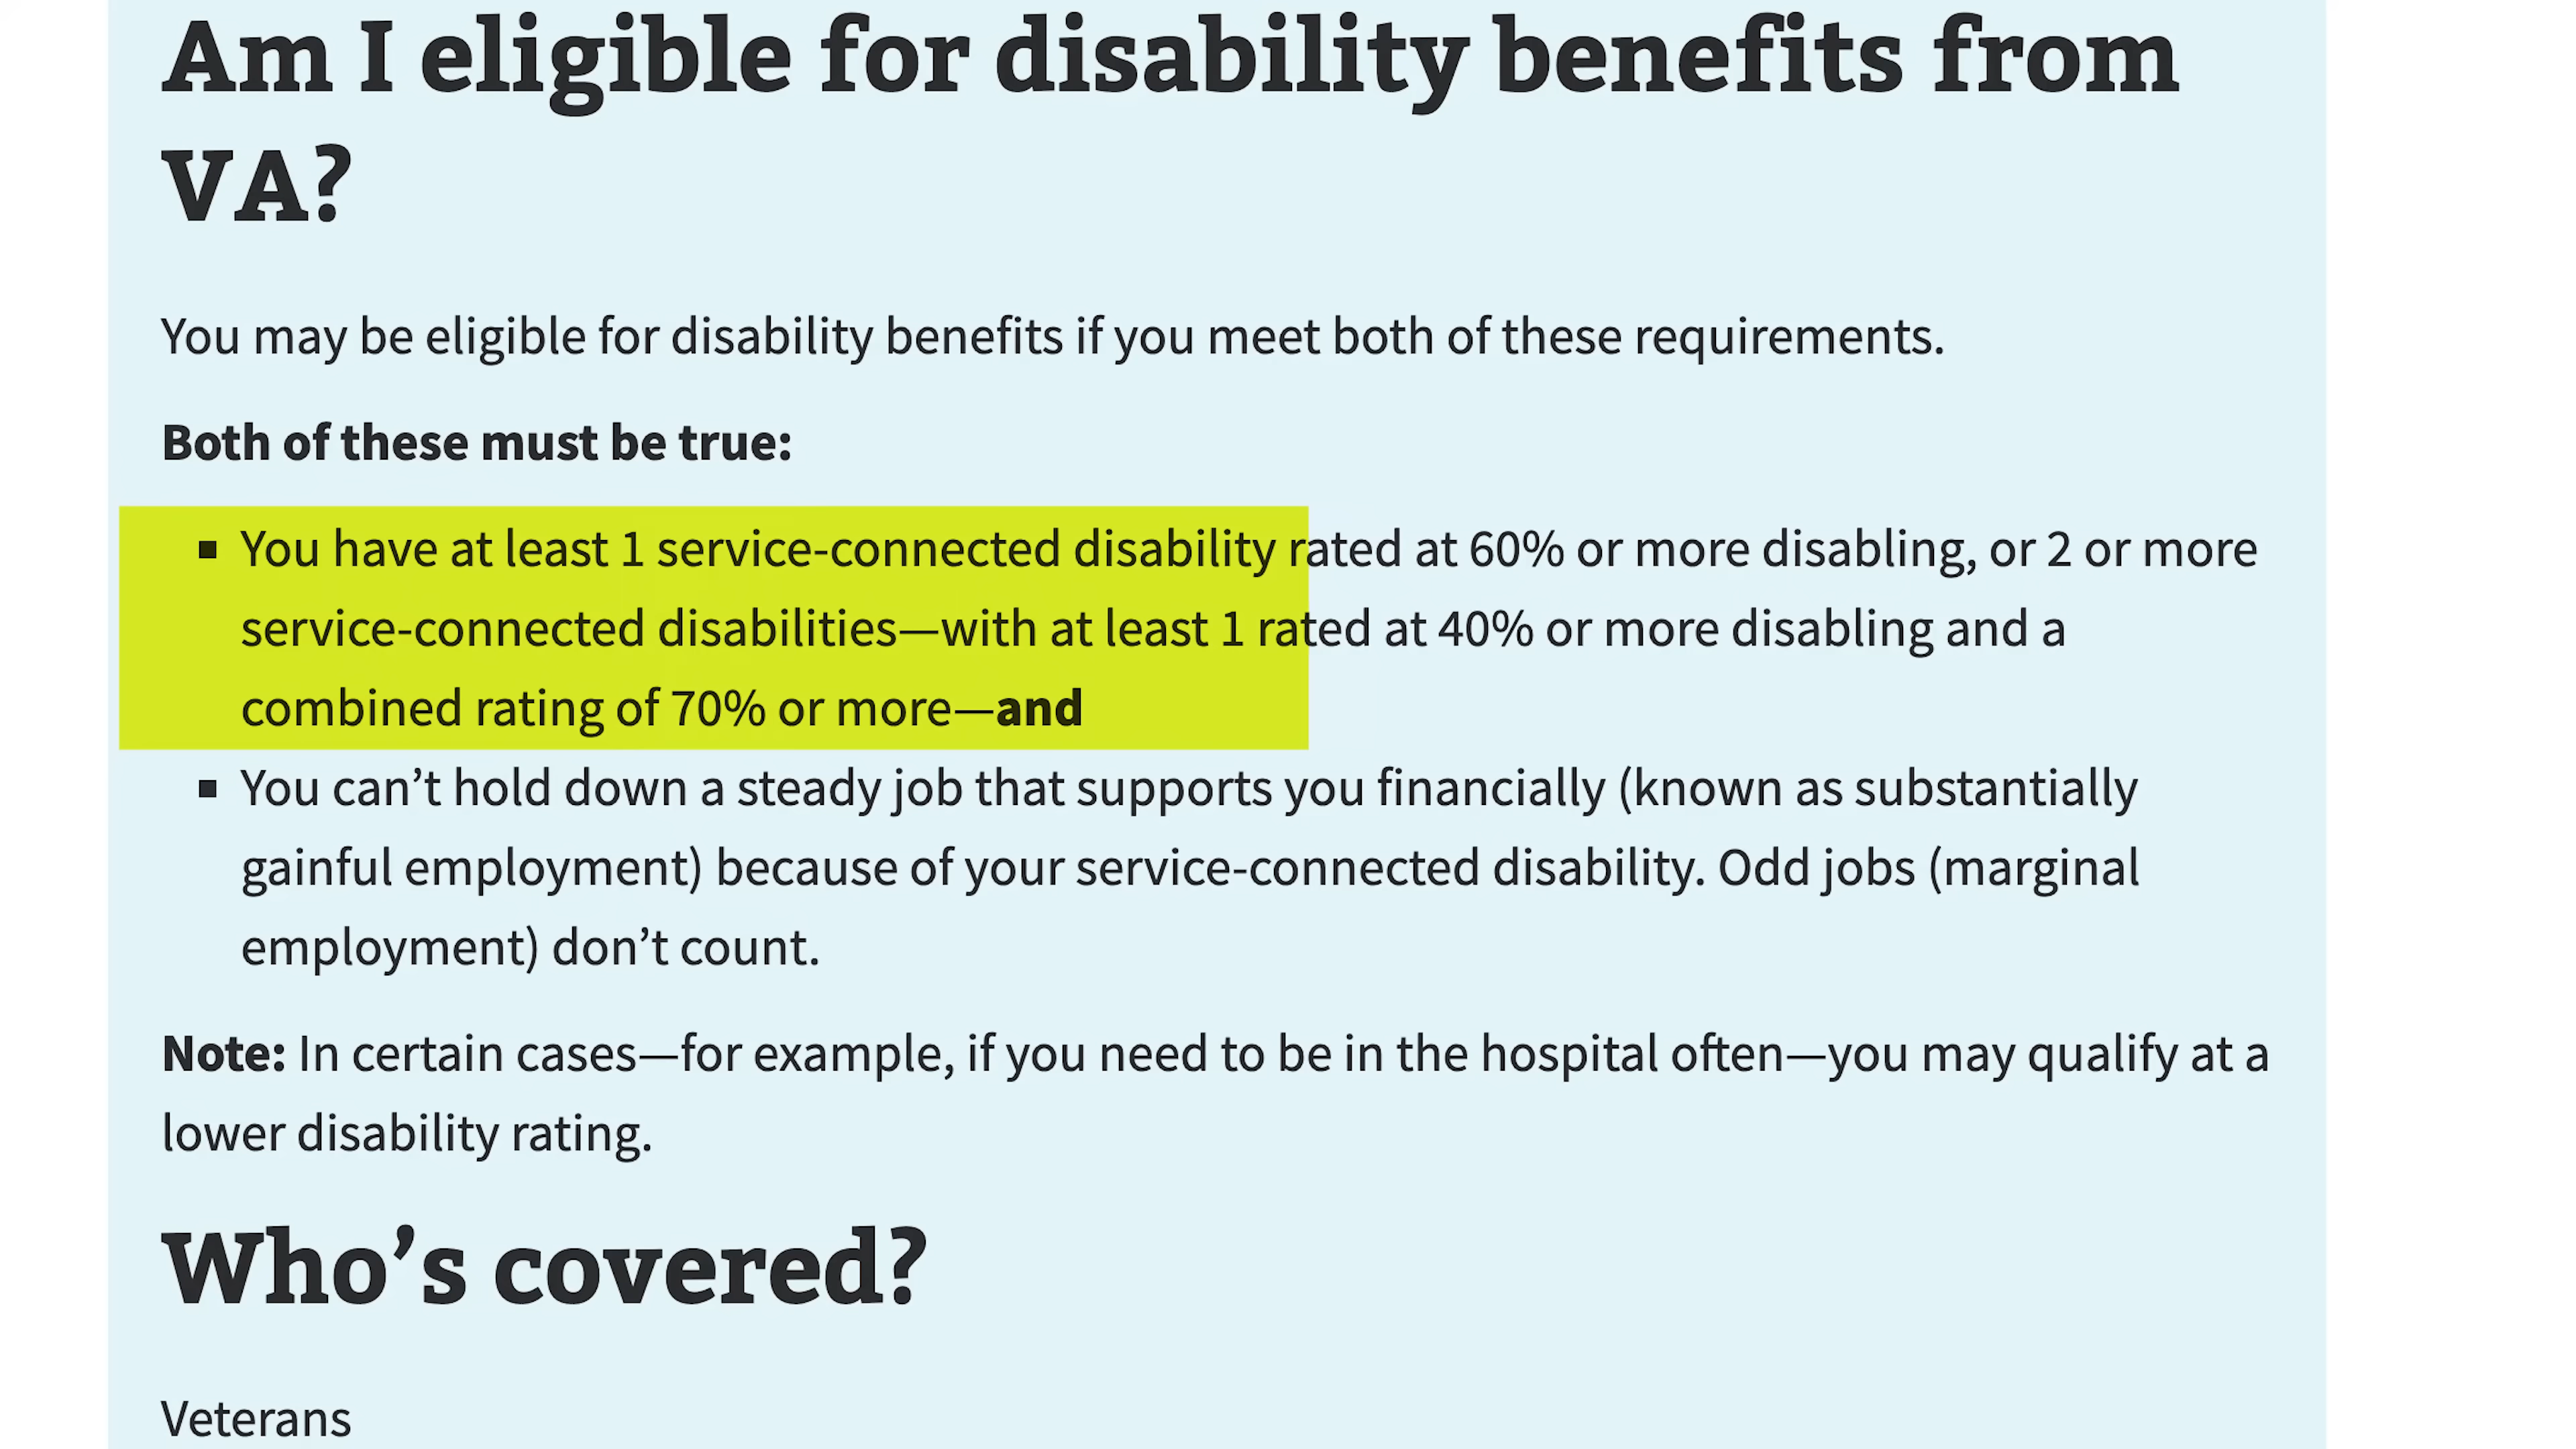 Am I eligible for disability benefits from
VA?
You may be eligible for disability benefits if you meet both of these requirements.
Both of these must be true:
▪ You have at least 1 service-connected disability rated at 60% or more disabling, or 2 or more
service-connected disabilities—with at least 1 rated at 40% or more disabling and a
combined rating of 70% or more—and
▪ You can’t hold down a steady job that supports you financially (known as substantially
gainful employment) because of your service-connected disability. Odd jobs (marginal
employment) don’t count.
Note: In certain cases—for example, if you need to be in the hospital often—you may qualify at a
lower disability rating.
Who’s covered?
Veterans